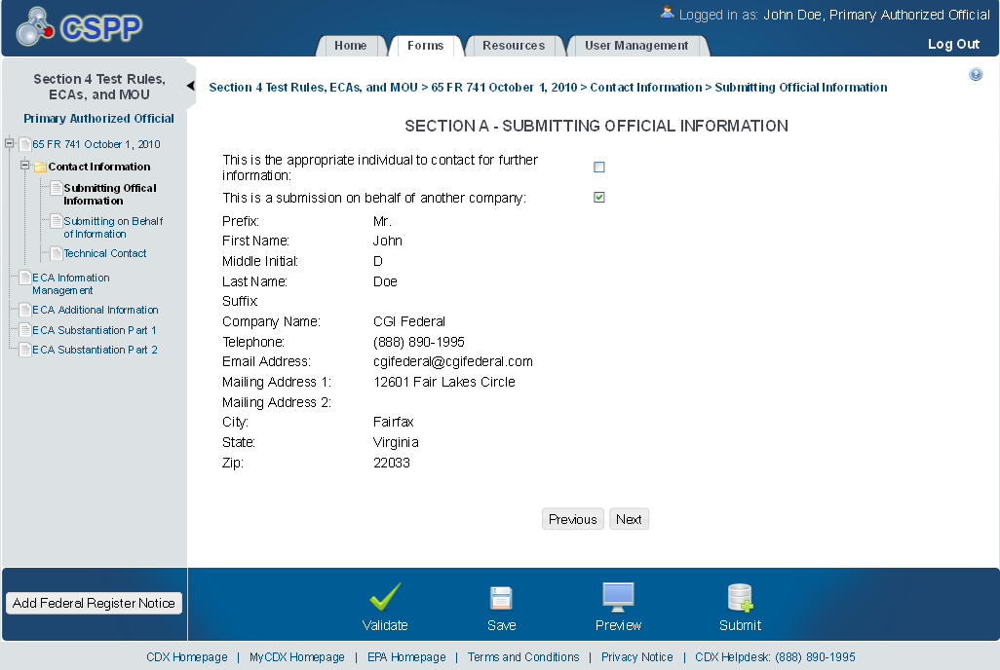 CSPP
Logged in as: John Doe, Primary Authorized Official
Home
Forms
Resources
User Management
Log Out
Section 4 Test Rules,
ECAs, and MOU
Primary Authorized Official
65 FR 741 October 1, 2010
Contact Information
Submitting Offical
Information
Submitting on Behalf
of Information
Technical Contact
ECA Information
Management
ECA Additional Information
ECA Substantiation Part 1
ECA Substantiation Part 2
Section 4 Test Rules, ECAs, and MOU > 65 FR 741 October 1, 2010 > Contact Information > Submitting Official Information
SECTION A - SUBMITTING OFFICIAL INFORMATION
This is the appropriate individual to contact for further
information:
This is a submission on behalf of another company:
Prefix: Mr.
First Name: John
Middle Initial: D
Last Name: Doe
Suffix
Company Name: CGI Federal
Telephone: (888) 890-1995
Email Address: cgifederal@cgifederal.com
Mailing Address 1: 12601 Fair Lakes Circle
Mailing Address 2:
City: Fairfax
State: Virginia
Zip: 22033
Previous
Next
Add Federal Register Notice
Validate
Save
Preview
Submit
CDX Homepage | MyCDX Homepage | EPA Homepage | Terms and Conditions | Privacy Notice | CDX Helpdesk: (888) 890-1995